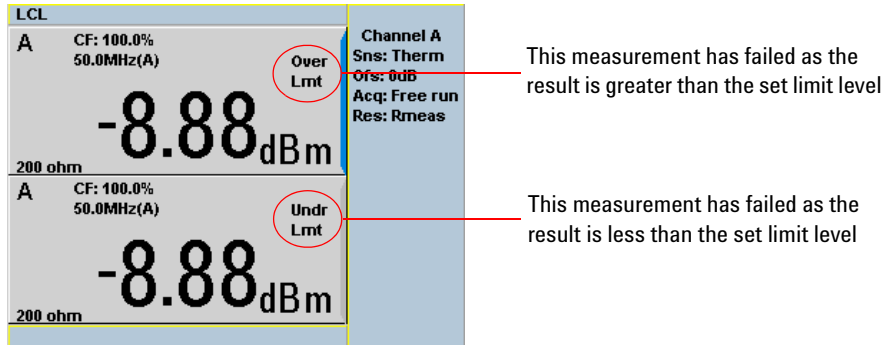 LCL
A
CF: 100.0%
50.0MHz(A)
Over
Lmt
-8.88dBm
200 ohm
A
CF: 100.0%
50.0MHz(A)
Undr
Lmt
-8.88dBm
200 ohm
Channel A
Sns: Therm
Ofs: 0dB
Acq: Free run
Res: Rmeas
This measurement has failed as the
result is greater than the set limit level
This measurement has failed as the
result is less than the set limit level